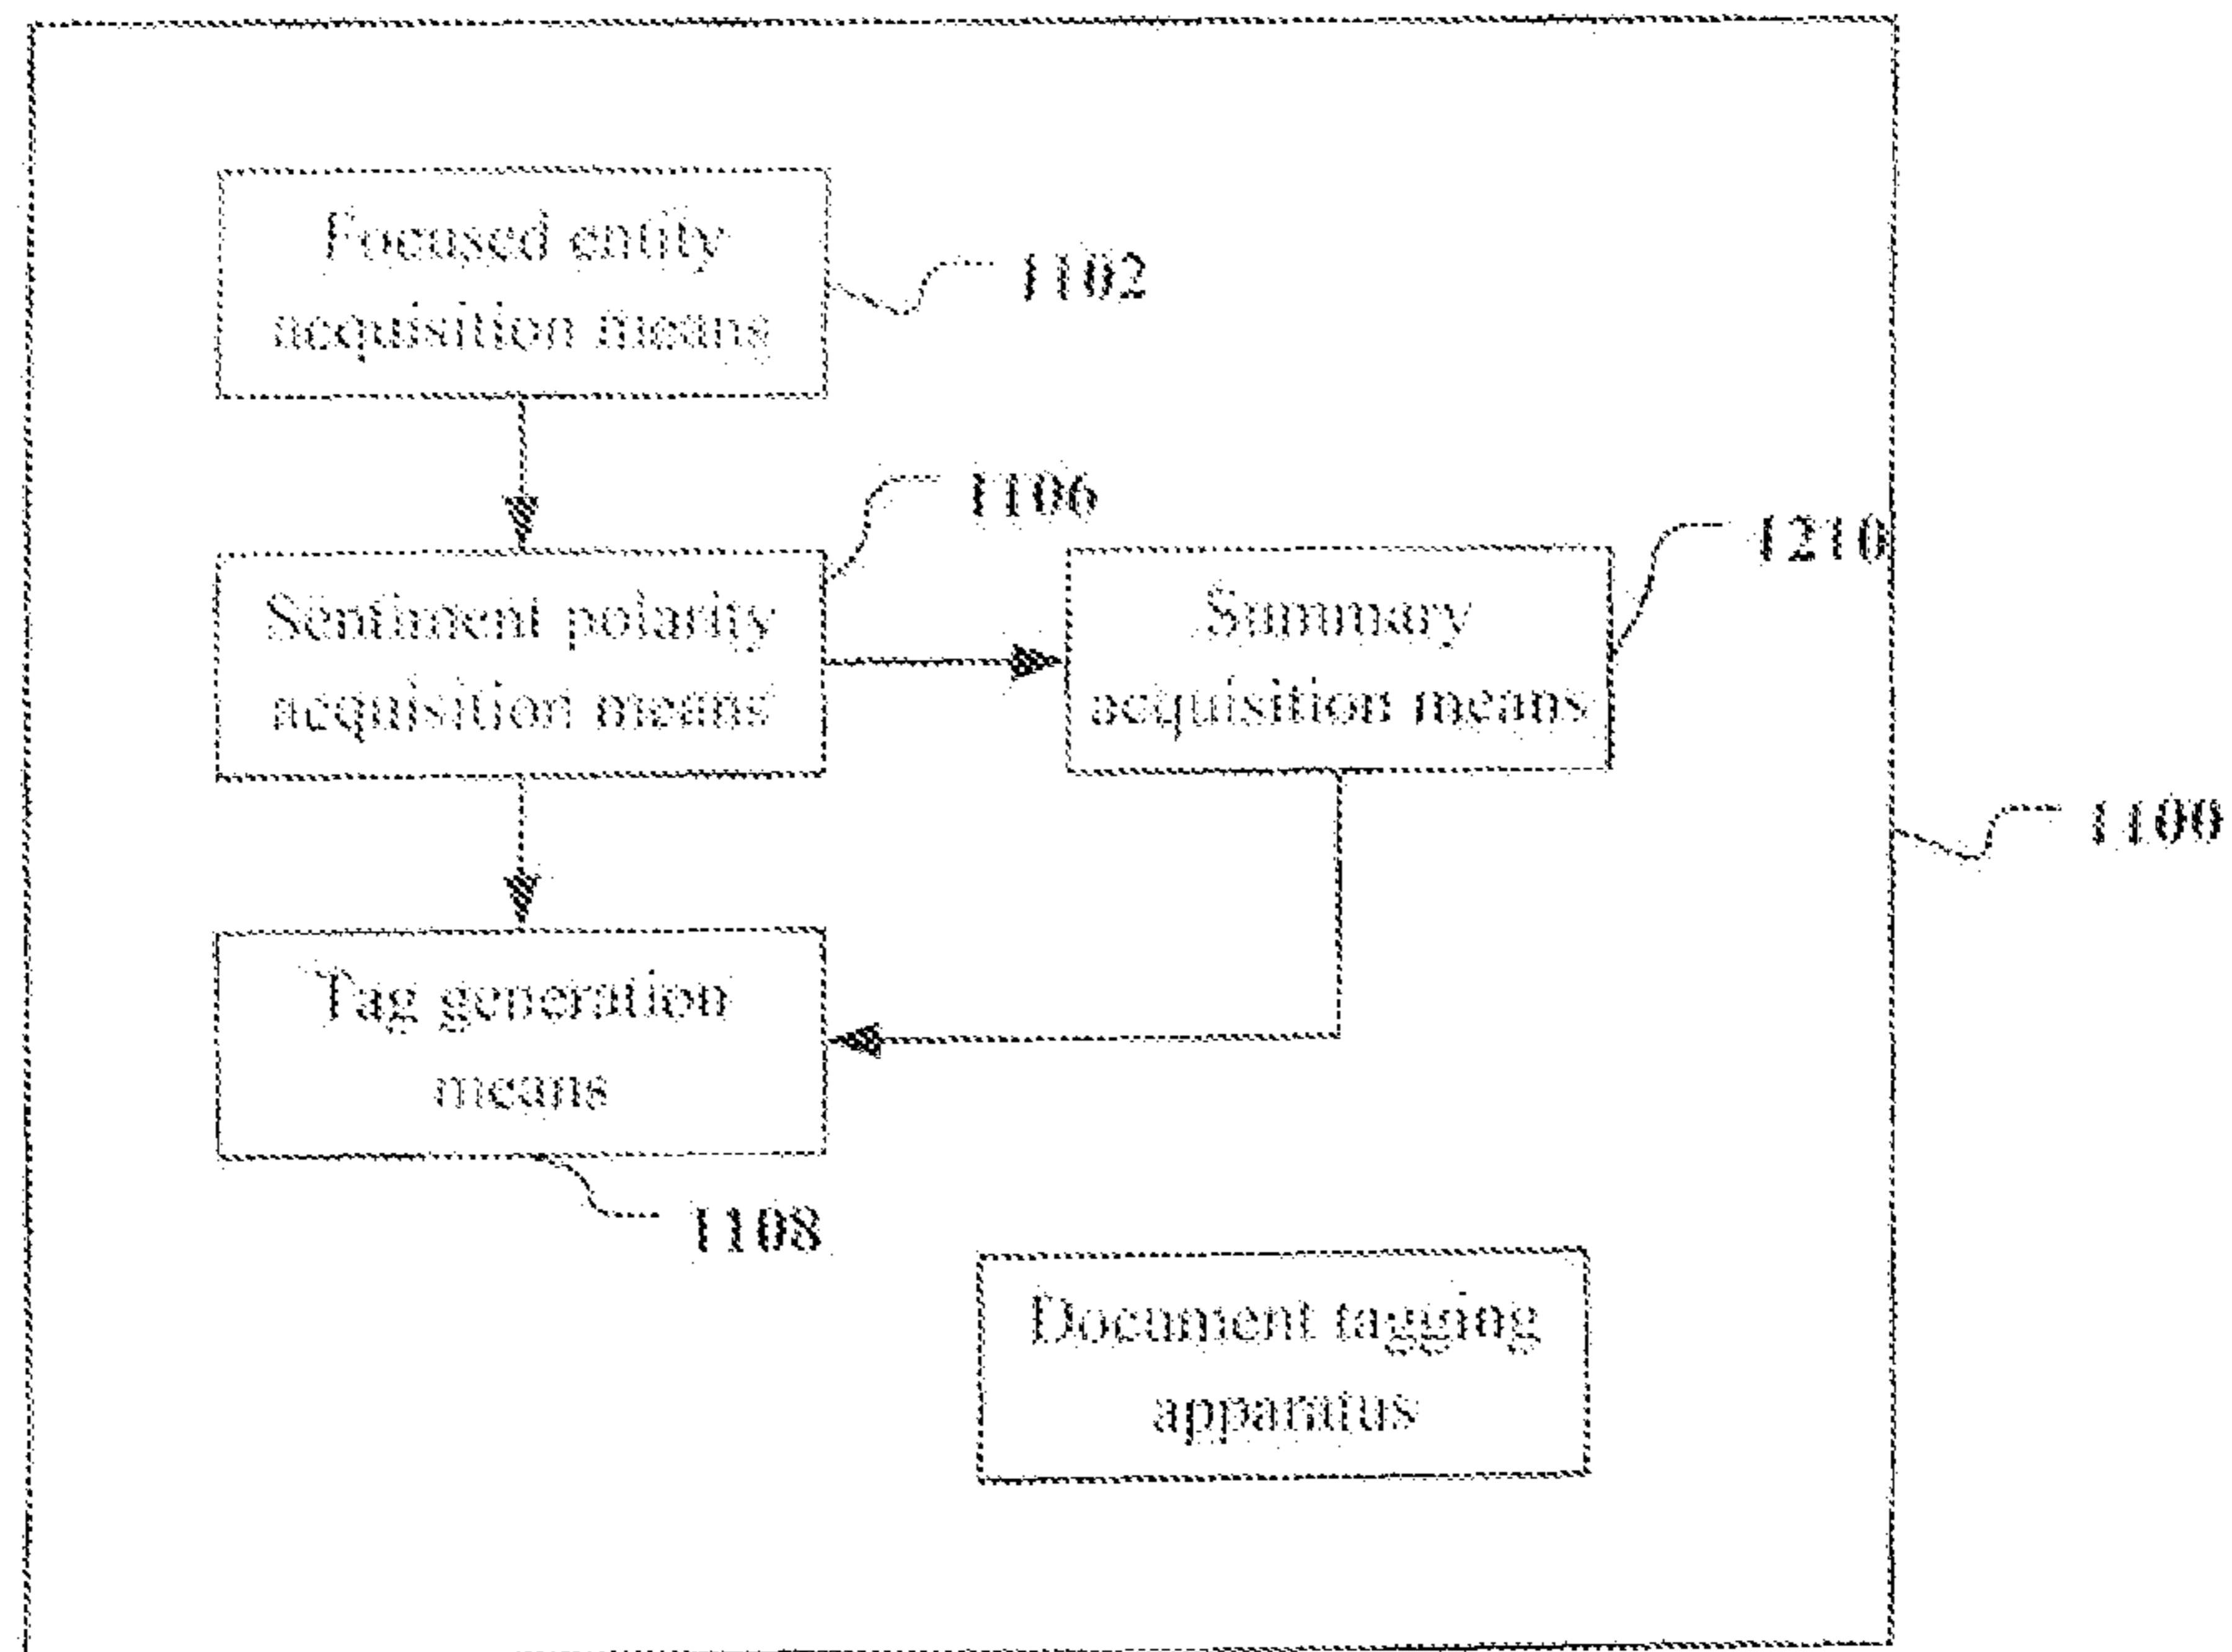 Focused entity
acquisition means
1102
1106
Sentiment polarity
acquisition means
1210
Summary
acquisition means
1100
Tag generation
means
1108
Document tagging
apparatus